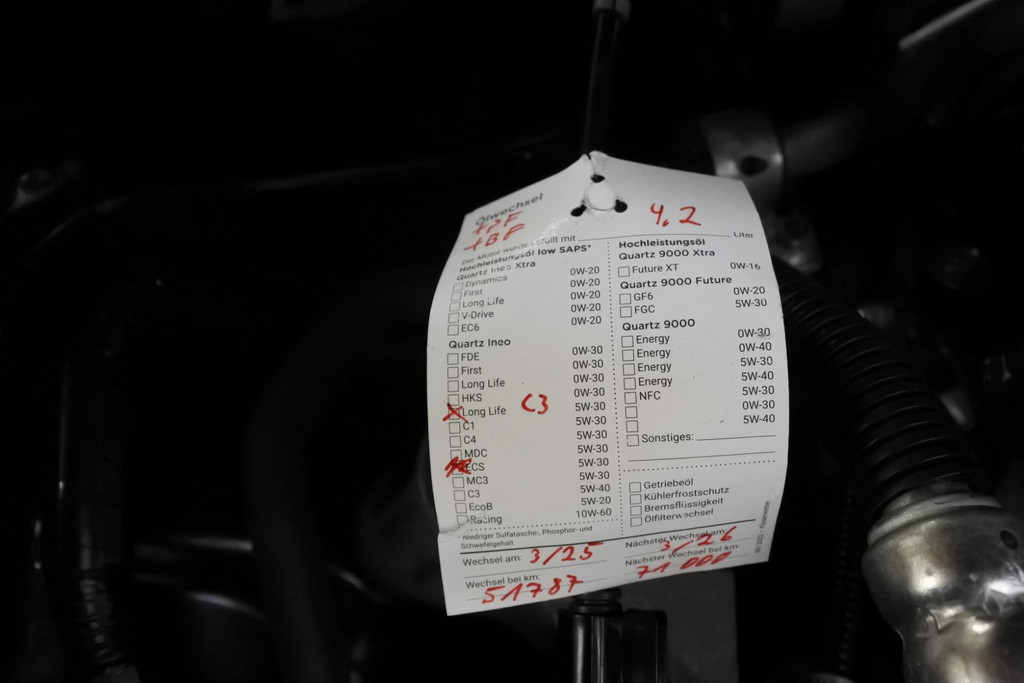 Ölwechsel
+BF
Der Motor wurde gefüllt mit 4,2 Liter
Hochleistungsöl low SAPS*
Quartz Ineo Xtra
Dynamics 0W-20
First 0W-20
Long Life 0W-20
V-Drive 0W-20
EC6 0W-20
Quartz Ineo
FDE 0W-30
First 0W-30
Long Life 0W-30
HKS 0W-30
Long Life C3 5W-30
C1 5W-30
C4 5W-30
MDC 5W-30
ECS 5W-30
MC3 5W-30
C3 5W-40
EcoB 5W-20
Racing 10W-60
*Niedriger Sulfatasche-, Phosphor- und
Schwefelgehalt
Hochleistungsöl
Quartz 9000 Xtra
Future XT 0W-16
Quartz 9000 Future
GF6 0W-20
FGC 5W-30
Quartz 9000
Energy 0W-30
Energy 0W-40
Energy 5W-30
Energy 5W-40
NFC 5W-30
0W-30
5W-40
Sonstiges:
Getriebeöl
Kühlerfrostschutz
Bremsflüssigkeit
Ölfilterwechsel
Wechsel am: 3/25
Nächster Wechsel am: 3/26
Wechsel bei km: 51787
Nächster Wechsel bei km: 71000